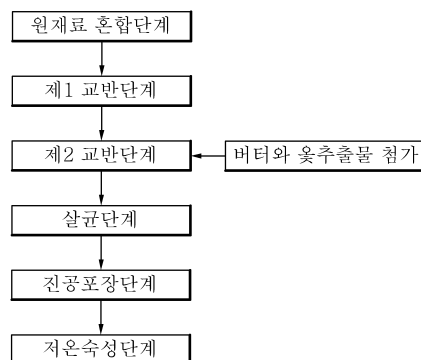 원재료 혼합단계
제1 교반단계
제2 교반단계
버터와 옻추출물 첨가
살균단계
진공포장단계
저온숙성단계